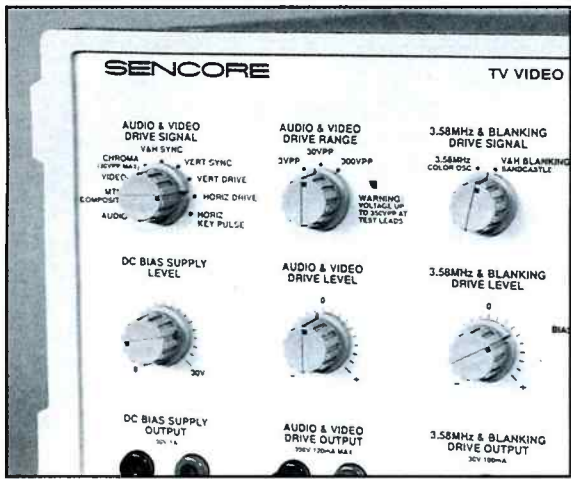 SENCORE
TV VIDEO
AUDIO & VIDEO
DRIVE SIGNAL
V&H SYNC
CHROMA
VERT SYNC
VIDEO
VERT DRIVE
HORIZ DRIVE
COMPOSIT
AUDIO
HORIZ
KEY PULSE
AUDIO & VIDEO
DRIVE RANGE
30VPP
3VPP
300VPP
WARNING
VOLTAGE UP
TO 350VPP AT
TEST LEADS
3.58MHz & BLANKING
DRIVE SIGNAL
3.58MHz
COLOR OSC
V&H BLANKING
SANDCASTLE
DC BIAS SUPPLY
LEVEL
0
30V
AUDIO & VIDEO
DRIVE LEVEL
0
- +
3.58MHz & BLANKING
DRIVE LEVEL
0
- +
BIAS
DC BIAS SUPPLY
OUTPUT
AUDIO & VIDEO
DRIVE OUTPUT
3.58MHz & BLANKING
DRIVE OUTPUT
30V 100mA